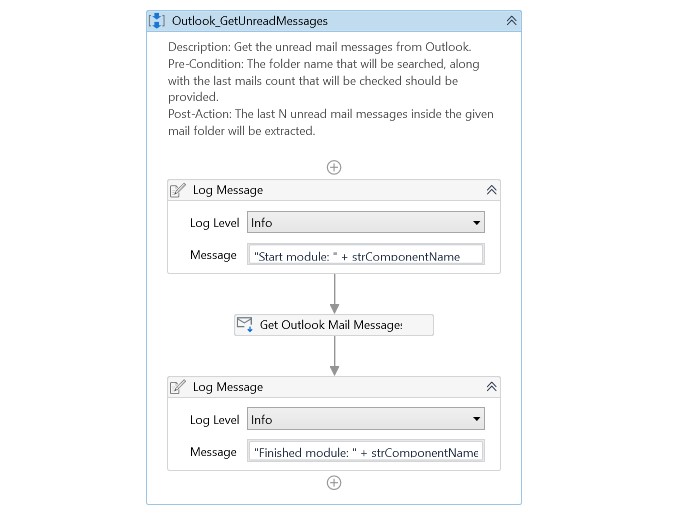 Outlook_GetUnreadMessages
Description: Get the unread mail messages from Outlook.
Pre-Condition: The folder name that will be searched, along
with the last mails count that will be checked should be
provided.
Post-Action: The last N unread mail messages inside the given
mail folder will be extracted.
Log Message
Log Level Info
Message "Start module: " + strComponentName
Get Outlook Mail Messages
Log Message
Log Level Info
Message "Finished module: " + strComponentName